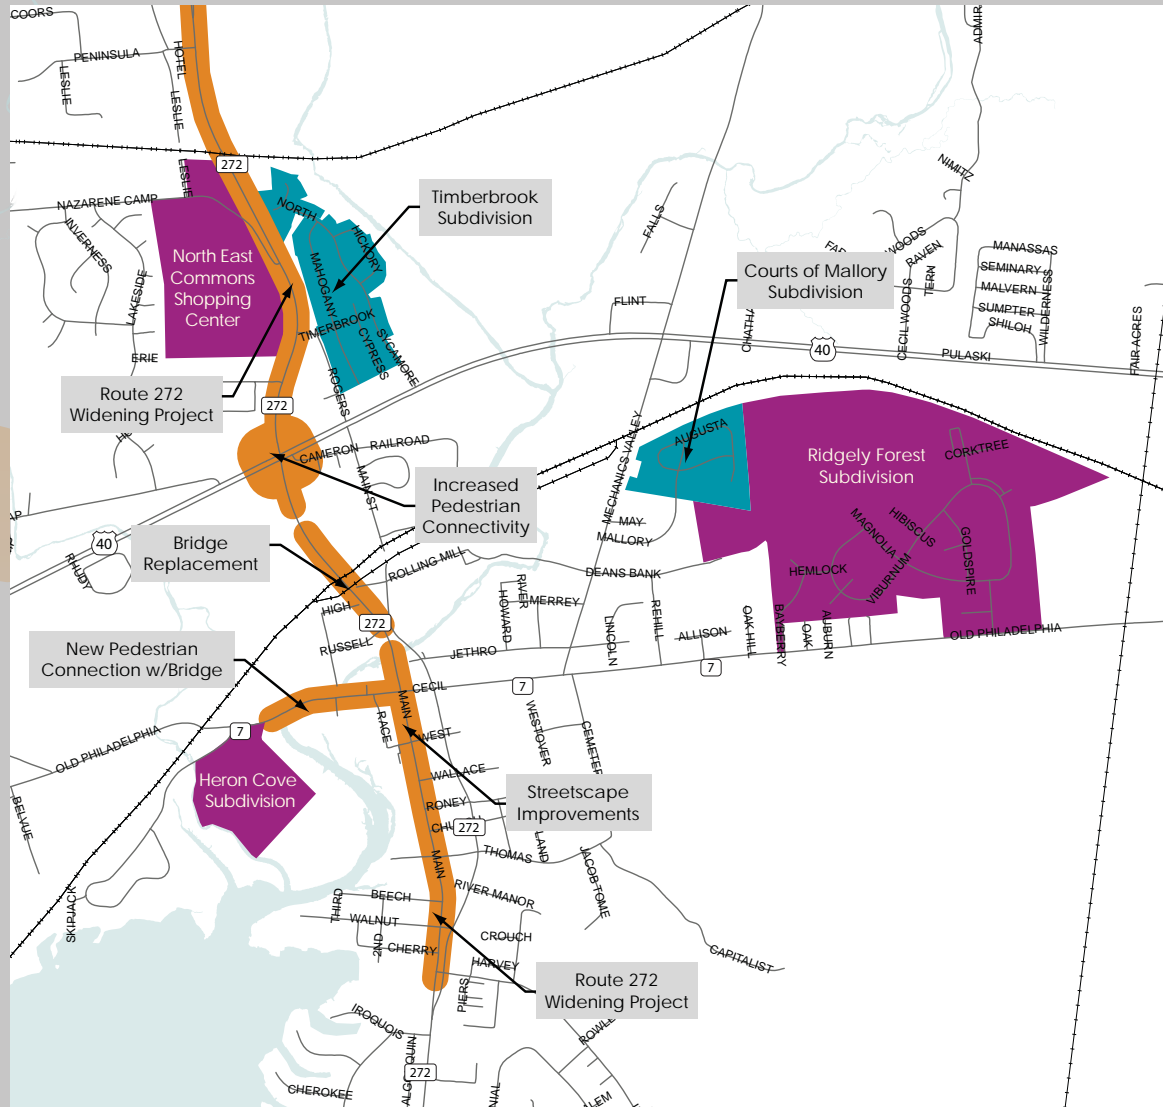 COORS
PENINSULA
LESLIE
HOTEL
LESLIE
LESLIE
272
NAZARENE CAMP
INVERNESS
LAKESIDE
ERIE
North East
Commons
Shopping
Center
NORTH
HICKORY
MAHOGANY
TIMERBROOK
CYPRESS
SYCAMORE
ROGERS
Timberbrook
Subdivision
ADMIR
NIMITZ
FALLS
FLINT
WOODS
RAVEN
TERN
CECIL WOODS
MANASSAS
SEMINARY
MALVERN
SUMPTER
SHILOH
WILDERNESS
FAIR ACRES
Courts of Mallory
Subdivision
40
PULASKI
Route 272
Widening Project
272
CAMERON
RAILROAD
MAIN ST
MECHANICS VALLEY
AUGUSTA
Ridgely Forest
Subdivision
CORKTREE
HIBISCUS
MAGNOLIA
GOLDSPIRE
HEMLOCK
VIBURNUM
Increased
Pedestrian
Connectivity
MAY
MALLORY
40
RHUDY
Bridge
Replacement
ROLLING MILL
DEANS BANK
HIGH
272
RUSSELL
RIVER
HOWARD
MERREY
LINCOLN
REHILL
ALLISON
OAK HILL
BAYBERRY
OAK
AUBURN
OLD PHILADELPHIA
New Pedestrian
Connection w/Bridge
JETHRO
7
CECIL
7
MAIN
RACE
WEST
WESTOVER
7
OLD PHILADELPHIA
Heron Cove
Subdivision
BELVUE
WALLACE
RONEY
272
Streetscape
Improvements
LAND
THOMAS
MAIN
JACOB TOME
SKIPJACK
THIRD
BEECH
RIVER MANOR
WALNUT
2ND
CHERRY
CROUCH
HARVEY
CAPITALIST
PIERS
Route 272
Widening Project
IROQUOIS
ALGONQUIN
272
CHEROKEE